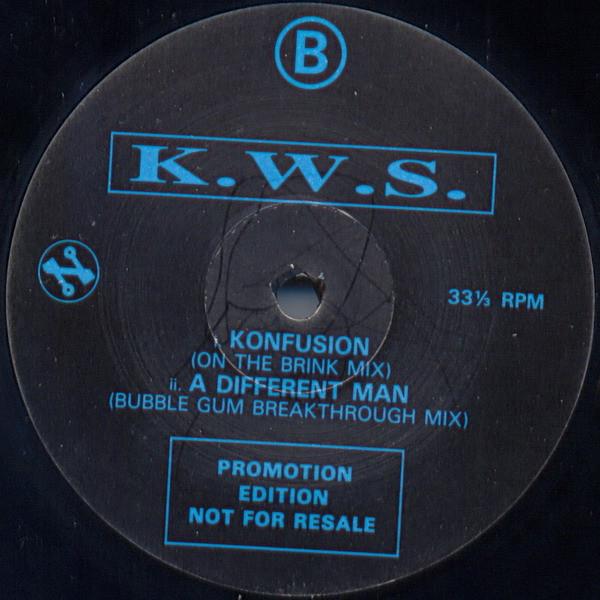 B
K.W.S.
N
33⅓ RPM
i. KONFUSION
(ON THE BRINK MIX)
ii. A DIFFERENT MAN
(BUBBLE GUM BREAKTHROUGH MIX)
PROMOTION
EDITION
NOT FOR RESALE